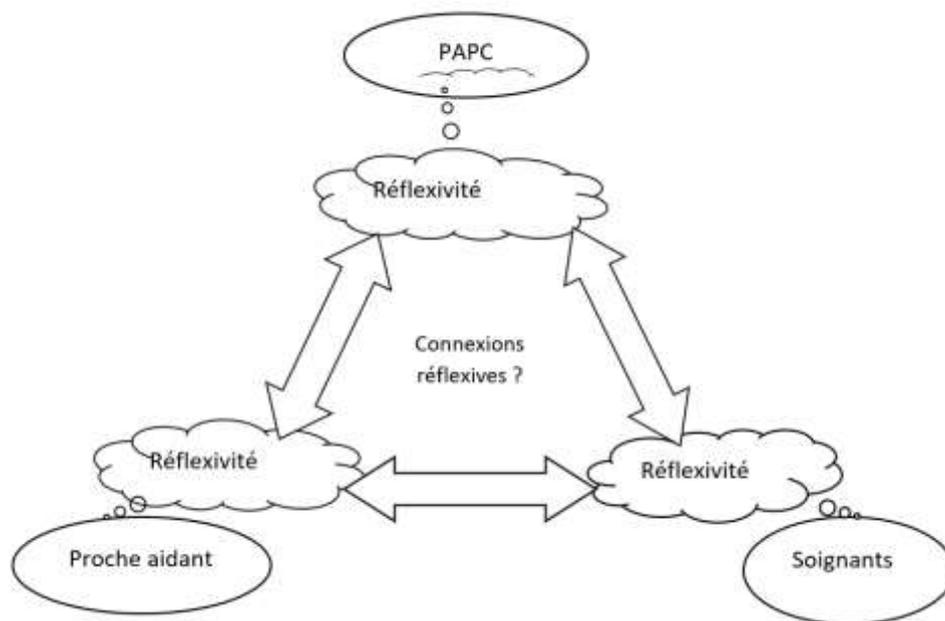 PAPC
Réflexivité
Connexions
réflexives ?
Réflexivité
Réflexivité
Proche aidant
Soignants